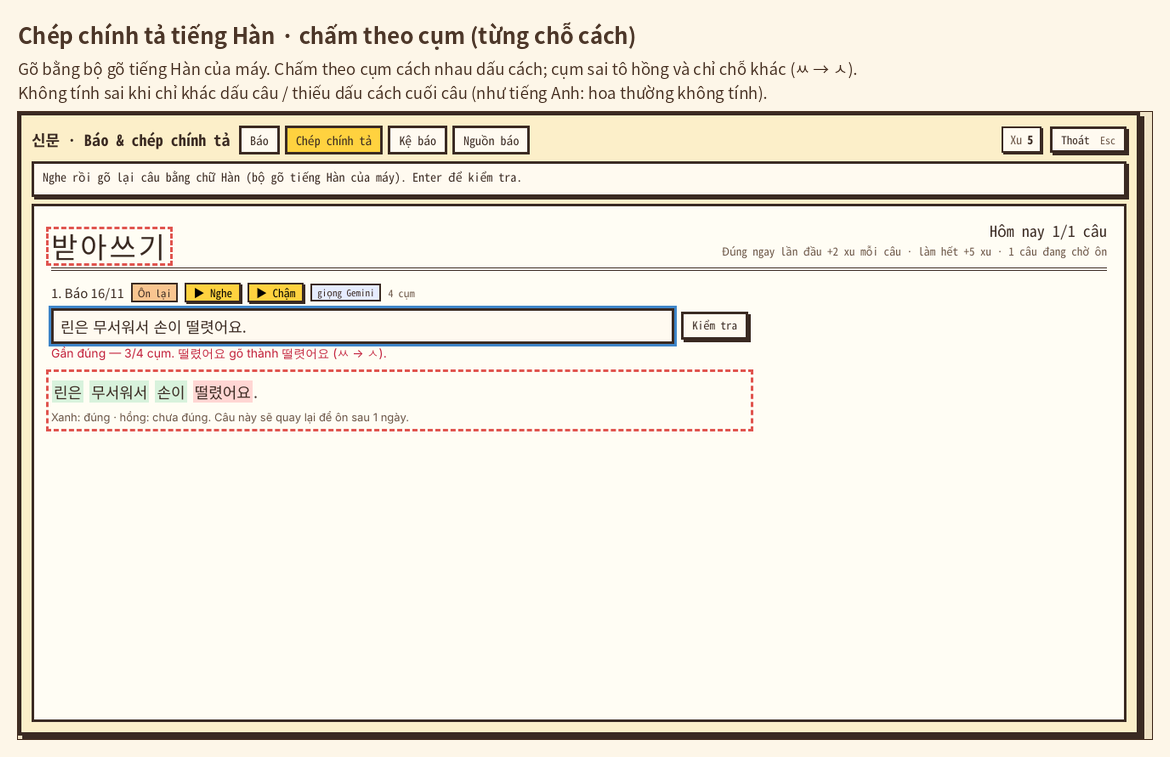 Chép chính tả tiếng Hàn · chấm theo cụm (từng chỗ cách)
Gõ bằng bộ gõ tiếng Hàn của máy. Chấm theo cụm cách nhau dấu cách; cụm sai tô hồng và chỉ chỗ khác (ㅆ → ㅅ).
Không tính sai khi chỉ khác dấu câu / thiếu dấu cách cuối câu (như tiếng Anh: hoa thường không tính).
신문 · Báo & chép chính tả Báo Chép chính tả Kệ báo Nguồn báo Xu 5 Thoát Esc
Nghe rồi gõ lại câu bằng chữ Hàn (bộ gõ tiếng Hàn của máy). Enter để kiểm tra.
받아쓰기
Hôm nay 1/1 câu
Đúng ngay lần đầu +2 xu mỗi câu · làm hết +5 xu · 1 câu đang chờ ôn
1. Báo 16/11 Ôn lại ▶ Nghe ▶ Chậm giọng Gemini 4 cụm
린은 무서워서 손이 떨렷어요. Kiểm tra
Gần đúng — 3/4 cụm. 떨렸어요 gõ thành 떨렷어요 (ㅆ → ㅅ).
린은 무서워서 손이 떨렸어요.
Xanh: đúng · hồng: chưa đúng. Câu này sẽ quay lại để ôn sau 1 ngày.